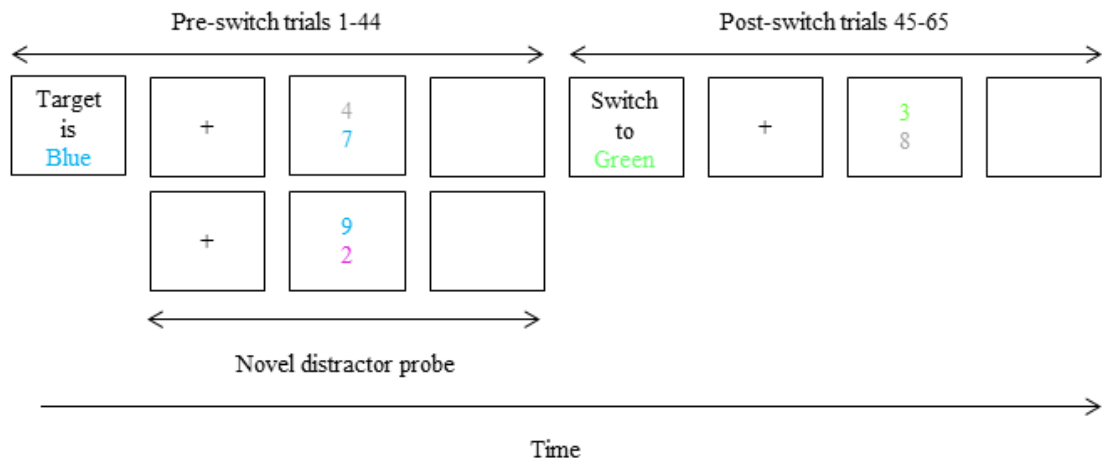 Pre-switch trials 1-44
Post-switch trials 45-65
Target
is
Blue
+
4
7
Switch
to
Green
+
3
8
+
9
2
Novel distractor probe
Time